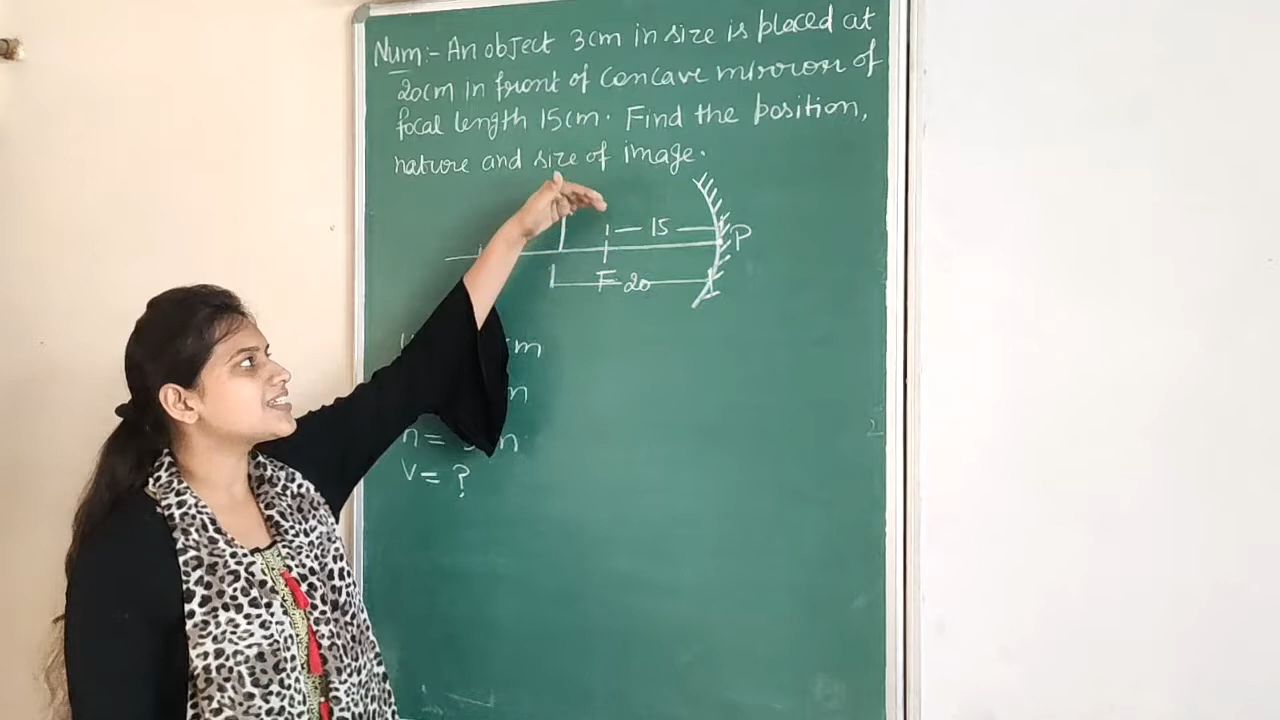 Num:- An object 3cm in size is placed at
20cm in front of concave mirror of
focal length 15cm. Find the position,
nature and size of image.
15
P
F 20
m
n
h =
n
V = ?